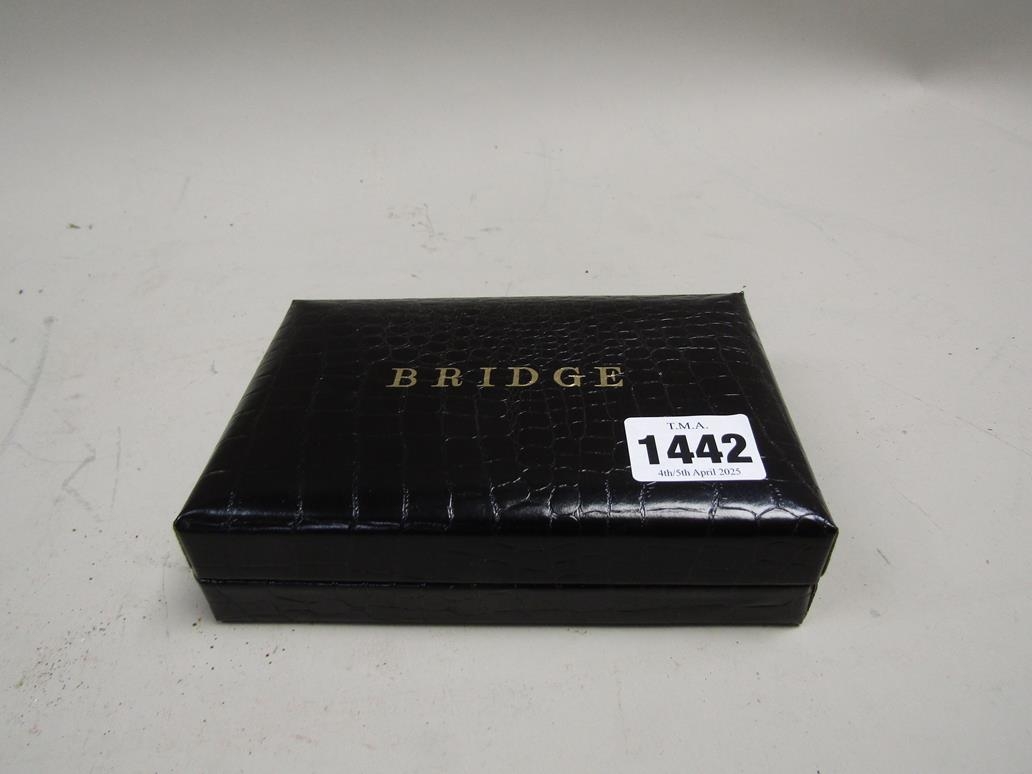 BRIDGE
T.M.A.
1442
4th/5th April 2025